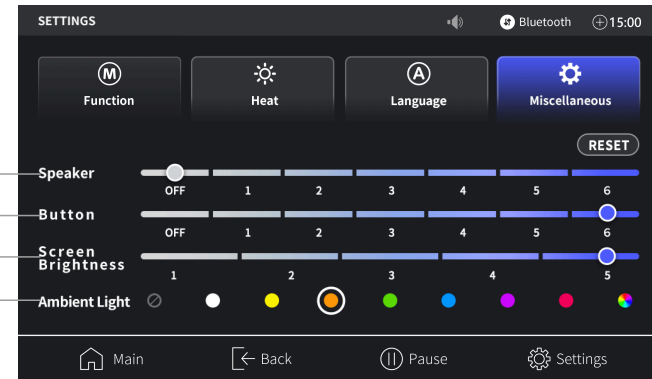 SETTINGS
Bluetooth
15:00
M
Function
Heat
A
Language
Miscellaneous
RESET
Speaker
OFF 1 2 3 4 5 6
Button
OFF 1 2 3 4 5 6
Screen
Brightness
1 2 3 4 5
Ambient Light
Main
Back
Pause
Settings